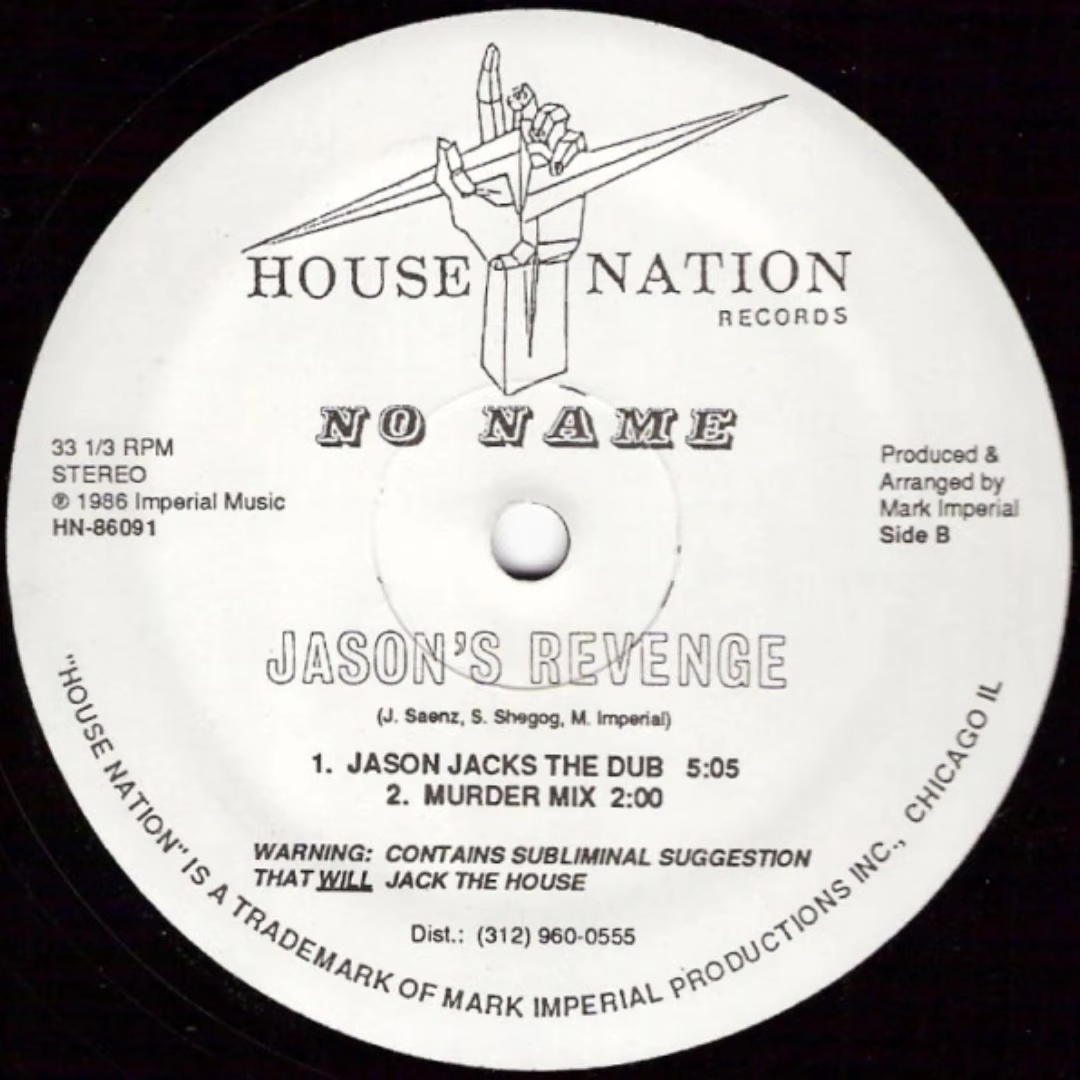 HOUSE NATION
RECORDS
NO NAME
33 1/3 RPM
STEREO
℗ 1986 Imperial Music
HN-86091
Produced &
Arranged by
Mark Imperial
Side B
JASON'S REVENGE
(J. Saenz, S. Shegog, M. Imperial)
1. JASON JACKS THE DUB 5:05
2. MURDER MIX 2:00
WARNING: CONTAINS SUBLIMINAL SUGGESTION
THAT WILL JACK THE HOUSE
Dist.: (312) 960-0555
"HOUSE NATION" IS A TRADEMARK OF MARK IMPERIAL PRODUCTIONS INC., CHICAGO IL